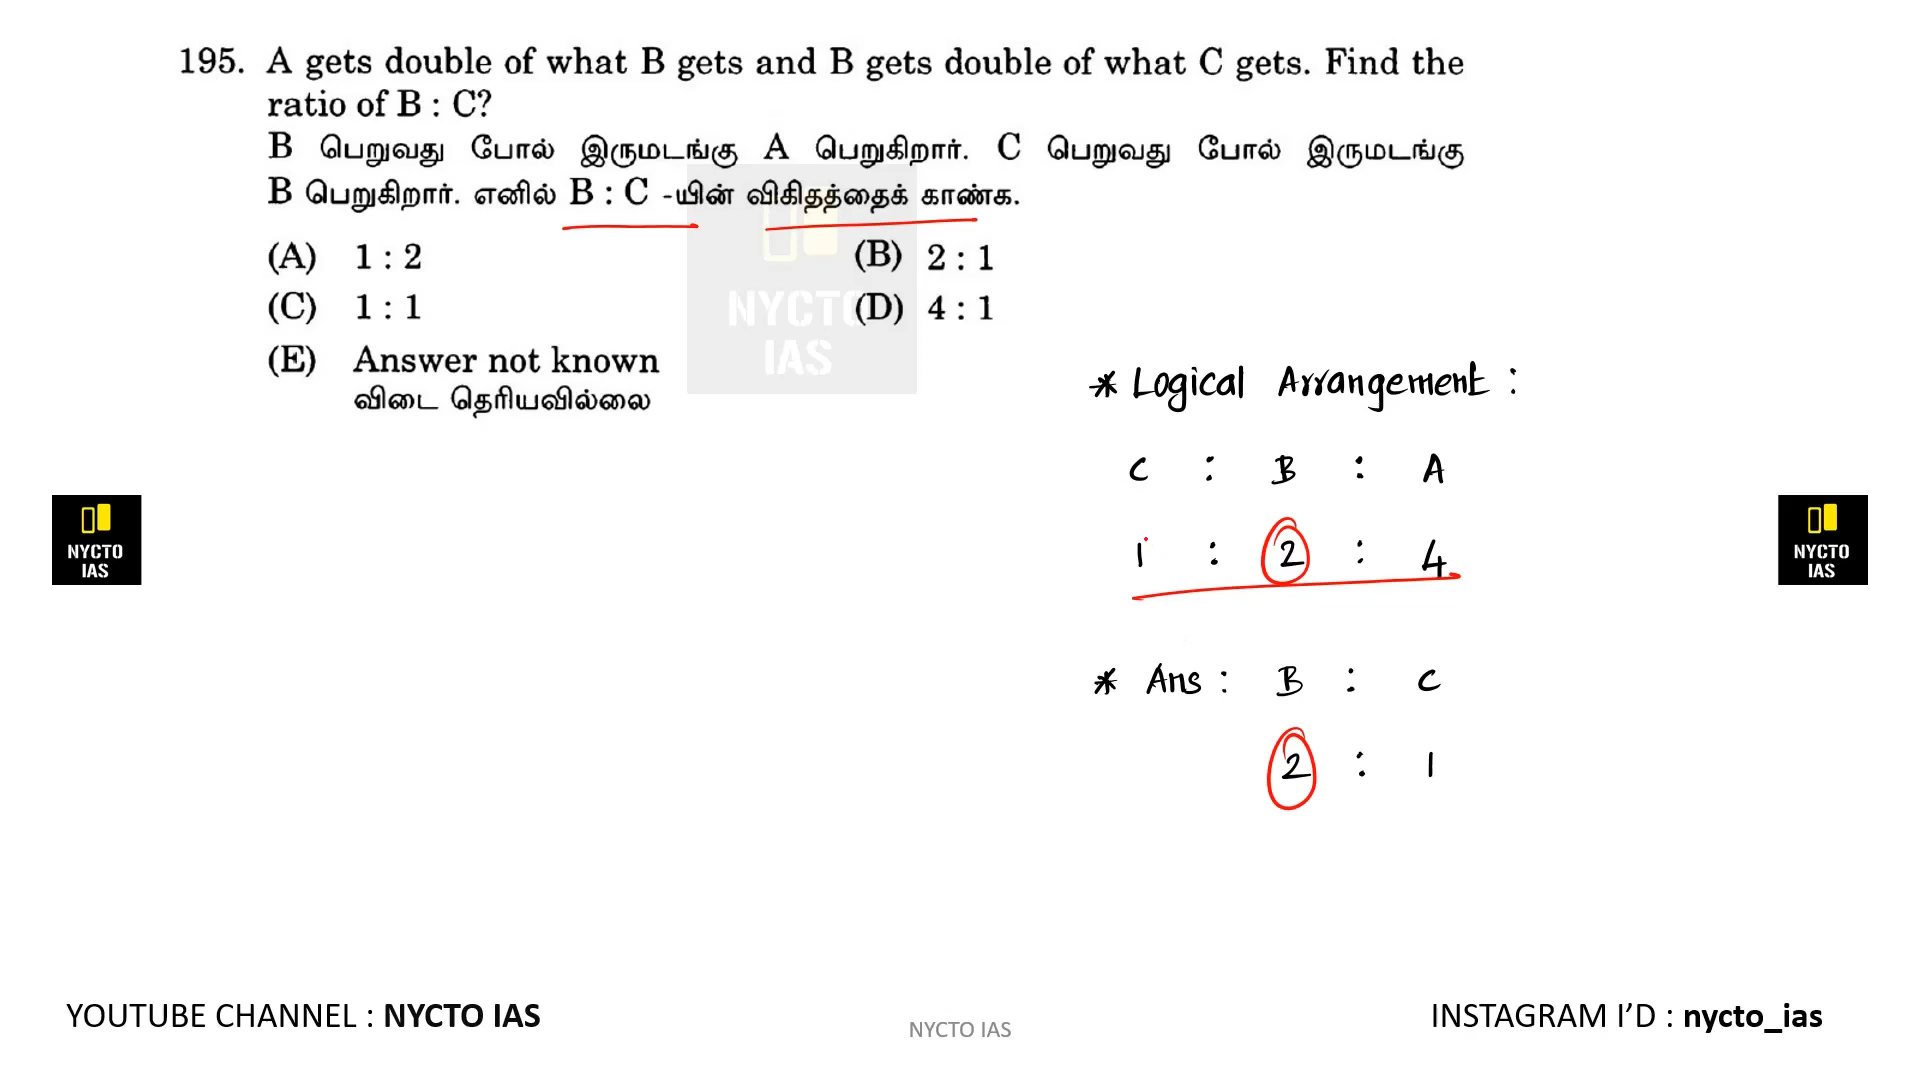 195. A gets double of what B gets and B gets double of what C gets. Find the
ratio of B : C?
B பெறுவது போல் இருமடங்கு A பெறுகிறார். C பெறுவது போல் இருமடங்கு
B பெறுகிறார். எனில் B : C -யின் விகிதத்தைக் காண்க.
(A) 1 : 2 (B) 2 : 1
(C) 1 : 1 (D) 4 : 1
(E) Answer not known
விடை தெரியவில்லை
NYCTO
IAS
* Logical Arrangement :
C : B : A
1 : 2 : 4
* Ans : B : C
2 : 1
NYCTO
IAS
NYCTO
IAS
YOUTUBE CHANNEL : NYCTO IAS
NYCTO IAS
INSTAGRAM I’D : nycto_ias